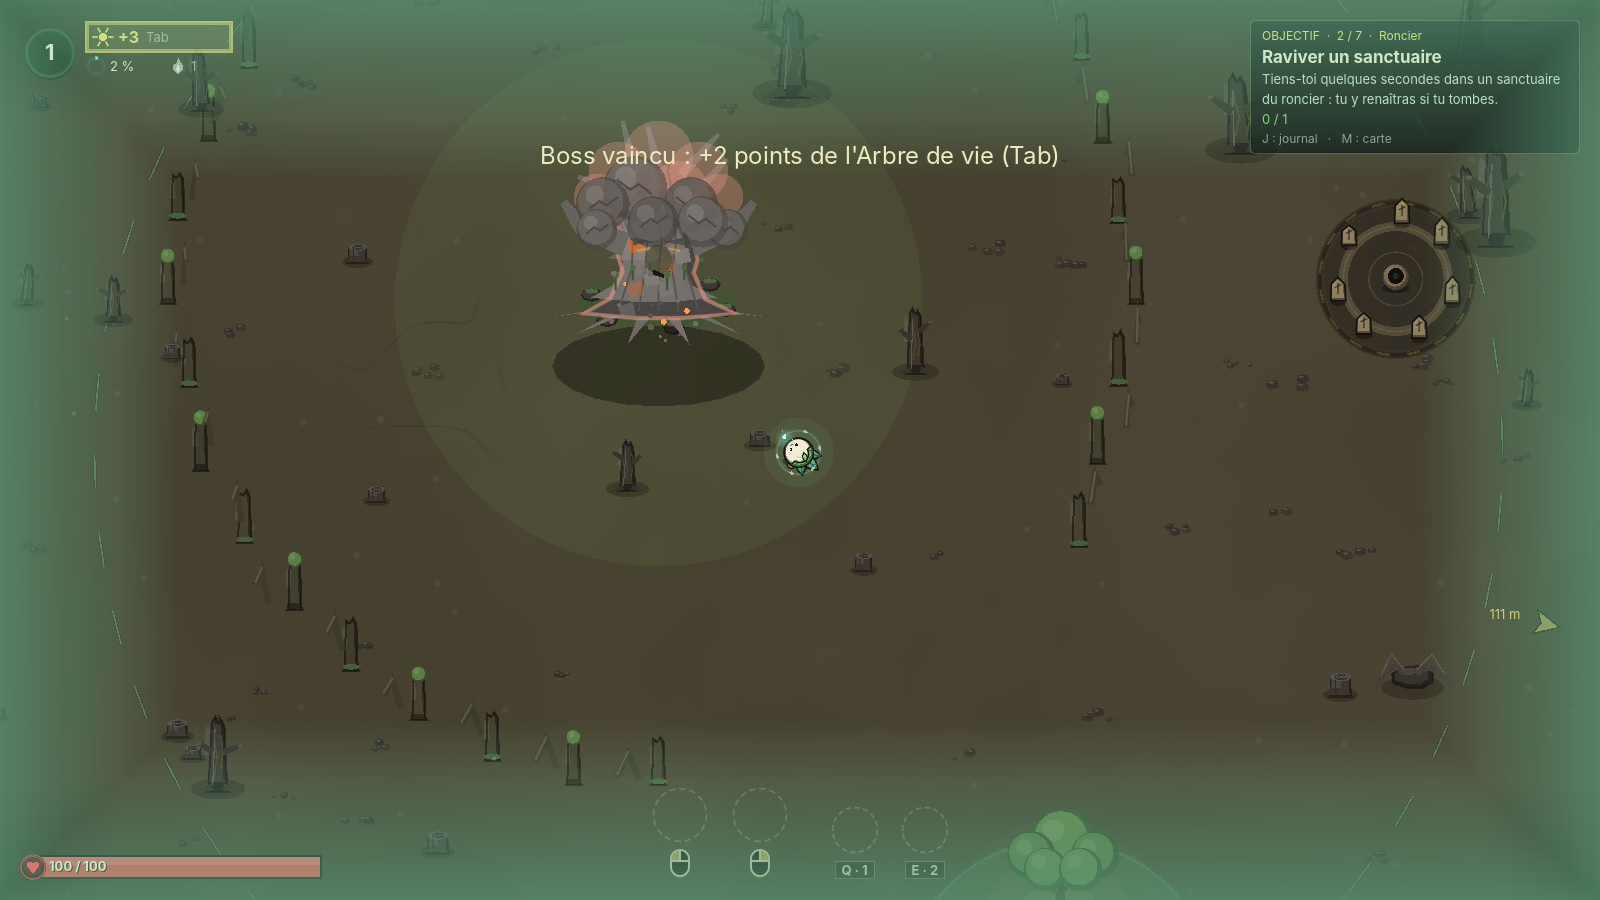 1
+3 Tab
2 %
1
OBJECTIF · 2 / 7 · Roncier
Raviver un sanctuaire
Tiens-toi quelques secondes dans un sanctuaire
du roncier : tu y renaîtras si tu tombes.
0 / 1
J : journal · M : carte
Boss vaincu : +2 points de l'Arbre de vie (Tab)
111 m
100 / 100
Q · 1
E · 2